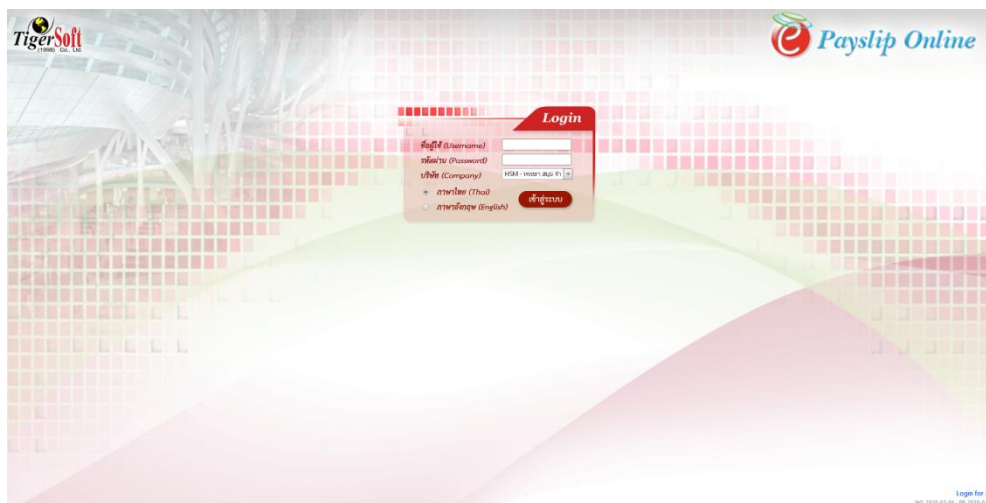 TigerSoft
(1998) Co., Ltd.
Payslip Online
Login
ชื่อผู้ใช้ (Username)
รหัสผ่าน (Password)
บริษัท (Company)
HSM -
ภาษาไทย (Thai)
ภาษาอังกฤษ (English)
เข้าสู่ระบบ
Login for